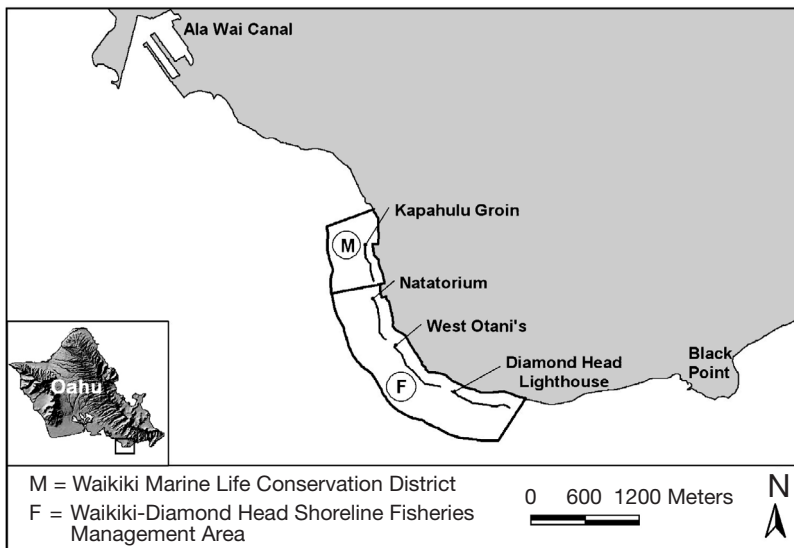 Ala Wai Canal
Kapahulu Groin
M
Natatorium
West Otani's
Diamond Head
Lighthouse
Black
Point
F
Oahu
M = Waikiki Marine Life Conservation District
F = Waikiki-Diamond Head Shoreline Fisheries
Management Area
0 600 1200 Meters
N